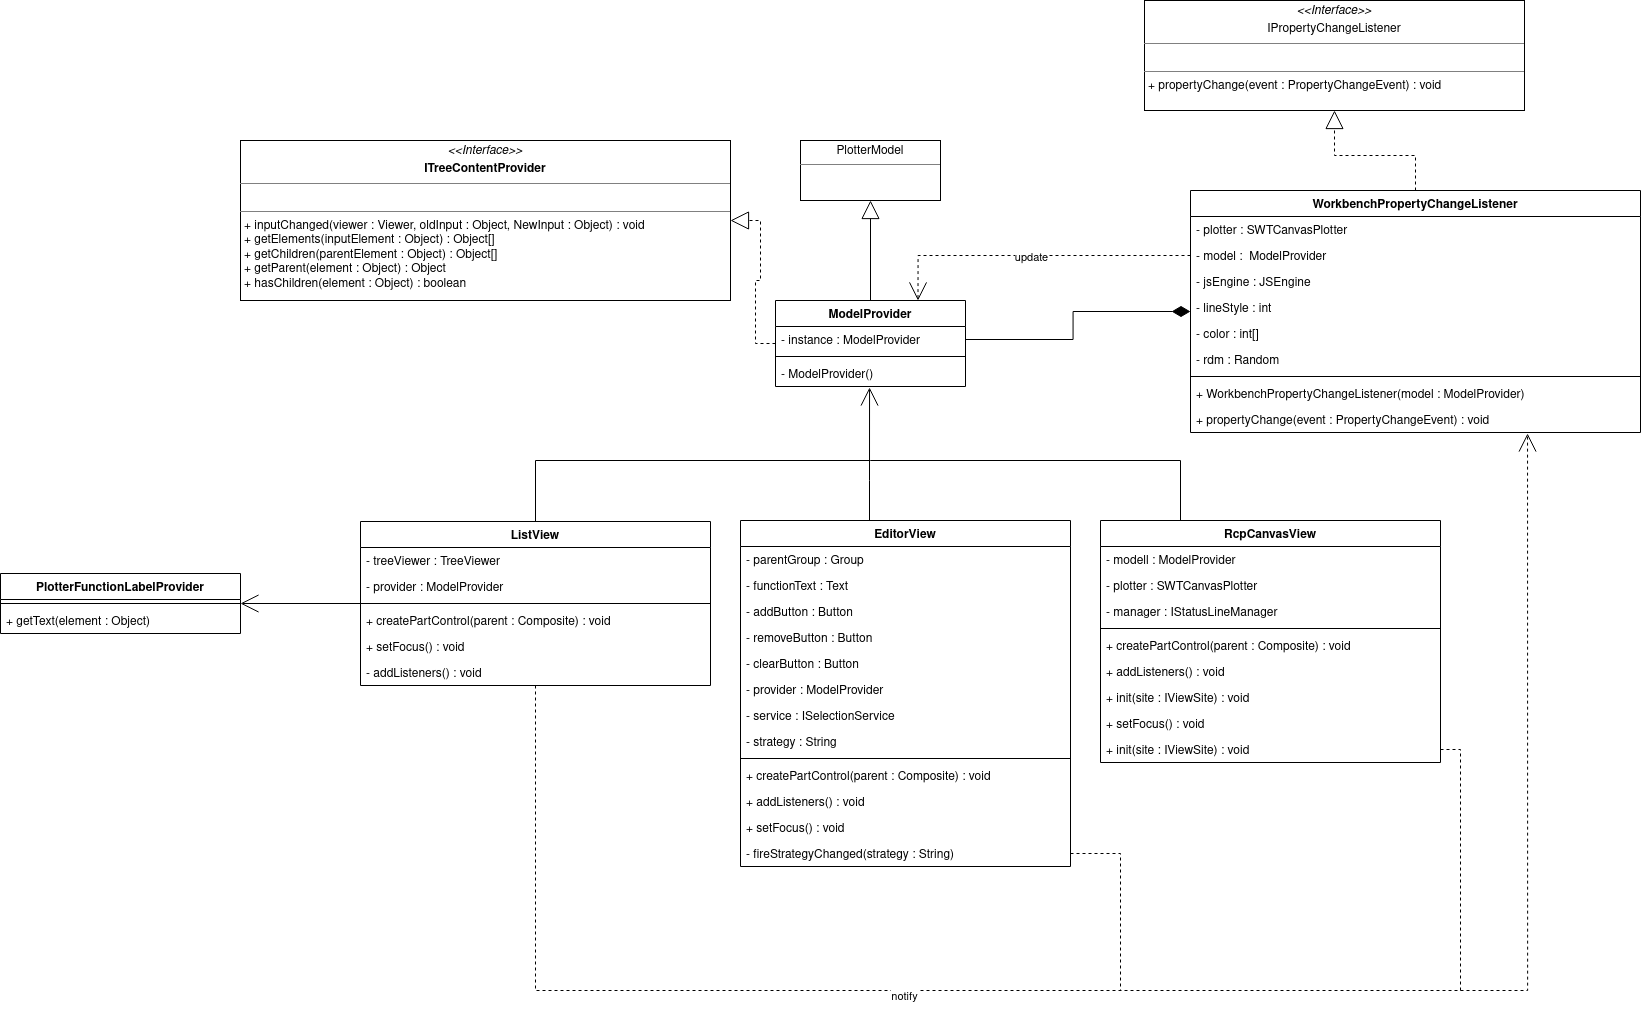 <<Interface>>
IPropertyChangeListener
+ propertyChange(event : PropertyChangeEvent) : void
<<Interface>>
ITreeContentProvider
+ inputChanged(viewer : Viewer, oldInput : Object, NewInput : Object) : void
+ getElements(inputElement : Object) : Object[]
+ getChildren(parentElement : Object) : Object[]
+ getParent(element : Object) : Object
+ hasChildren(element : Object) : boolean
PlotterModel
WorkbenchPropertyChangeListener
- plotter : SWTCanvasPlotter
- model :  ModelProvider
- jsEngine : JSEngine
- lineStyle : int
- color : int[]
- rdm : Random
+ WorkbenchPropertyChangeListener(model : ModelProvider)
+ propertyChange(event : PropertyChangeEvent) : void
update
ModelProvider
- instance : ModelProvider
- ModelProvider()
PlotterFunctionLabelProvider
+ getText(element : Object)
ListView
- treeViewer : TreeViewer
- provider : ModelProvider
+ createPartControl(parent : Composite) : void
+ setFocus() : void
- addListeners() : void
EditorView
- parentGroup : Group
- functionText : Text
- addButton : Button
- removeButton : Button
- clearButton : Button
- provider : ModelProvider
- service : ISelectionService
- strategy : String
+ createPartControl(parent : Composite) : void
+ addListeners() : void
+ setFocus() : void
- fireStrategyChanged(strategy : String)
RcpCanvasView
- modell : ModelProvider
- plotter : SWTCanvasPlotter
- manager : IStatusLineManager
+ createPartControl(parent : Composite) : void
+ addListeners() : void
+ init(site : IViewSite) : void
+ setFocus() : void
+ init(site : IViewSite) : void
notify